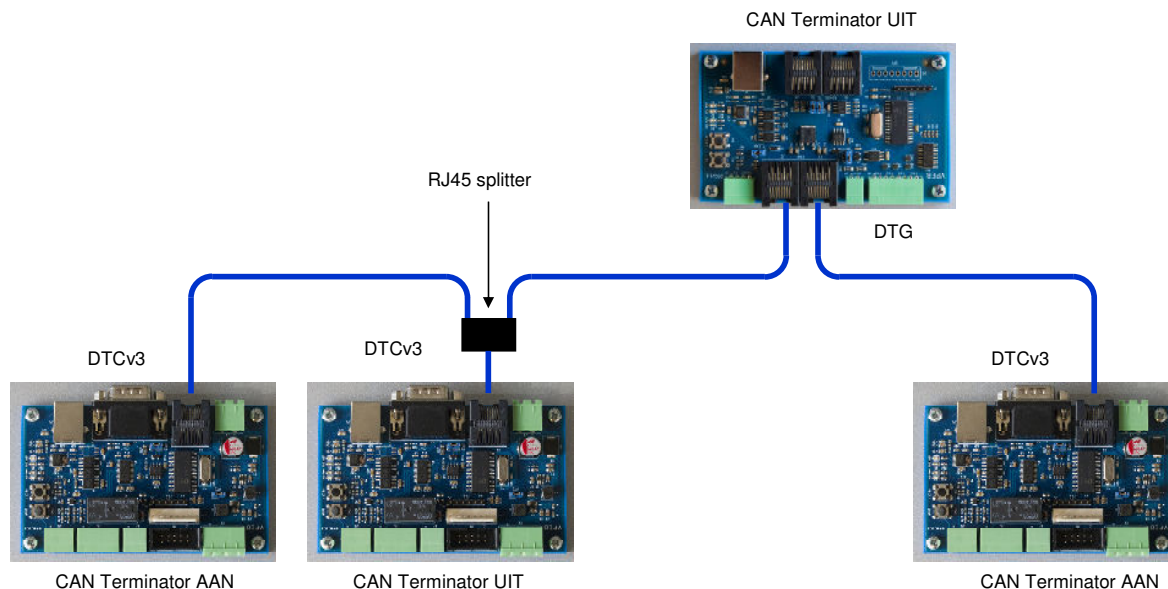 CAN Terminator UIT
RJ45 splitter
DTG
DTCv3
DTCv3
DTCv3
CAN Terminator AAN
CAN Terminator UIT
CAN Terminator AAN